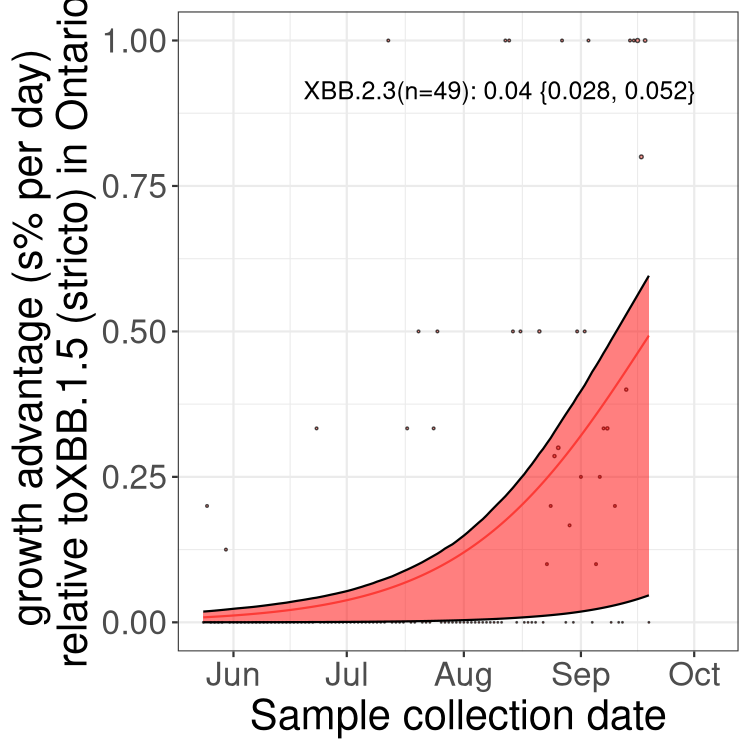 growth advantage (s% per day)
relative toXBB.1.5 (stricto) in Ontario
1.00
0.75
0.50
0.25
0.00
XBB.2.3(n=49): 0.04 {0.028, 0.052}
Jun Jul Aug Sep Oct
Sample collection date